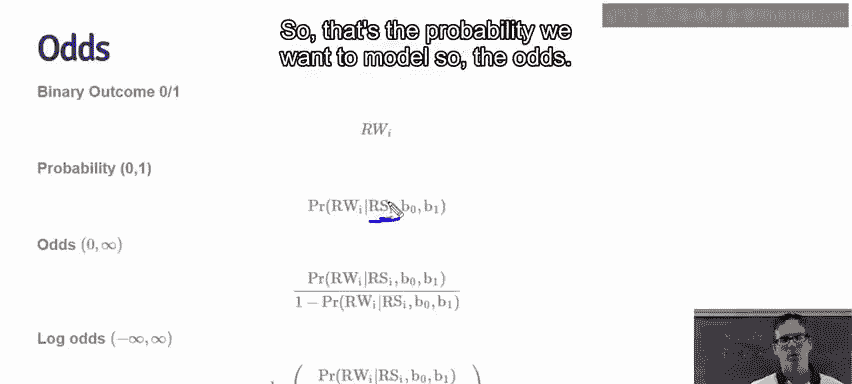 So, that's the probability we
want to model so, the odds.
Odds
Binary Outcome 0/1
RWᵢ
Probability (0,1)
Pr(RWᵢ|RSᵢ, b₀, b₁)
Odds (0,∞)
Pr(RWᵢ|RSᵢ, b₀, b₁)
1 − Pr(RWᵢ|RSᵢ, b₀, b₁)
Log odds (−∞,∞)
Pr(RWᵢ|RSᵢ, b₀, b₁)